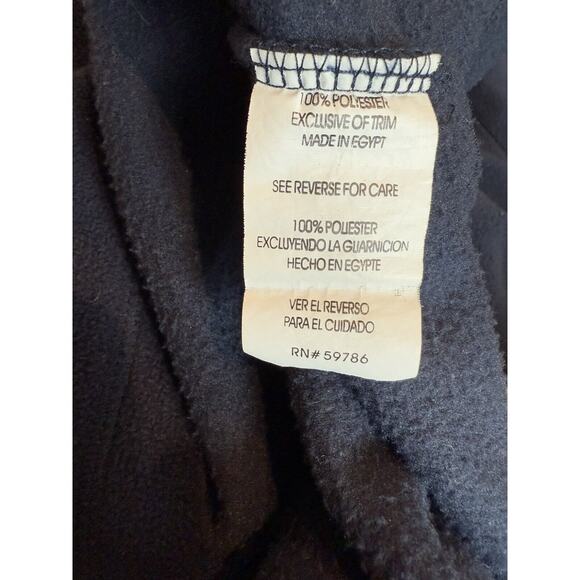 100% POLYESTER
EXCLUSIVE OF TRIM
MADE IN EGYPT
SEE REVERSE FOR CARE
100% POLIESTER
EXCLUYENDO LA GUARNICION
HECHO EN EGYPTE
VER EL REVERSO
PARA EL CUIDADO
RN# 59786